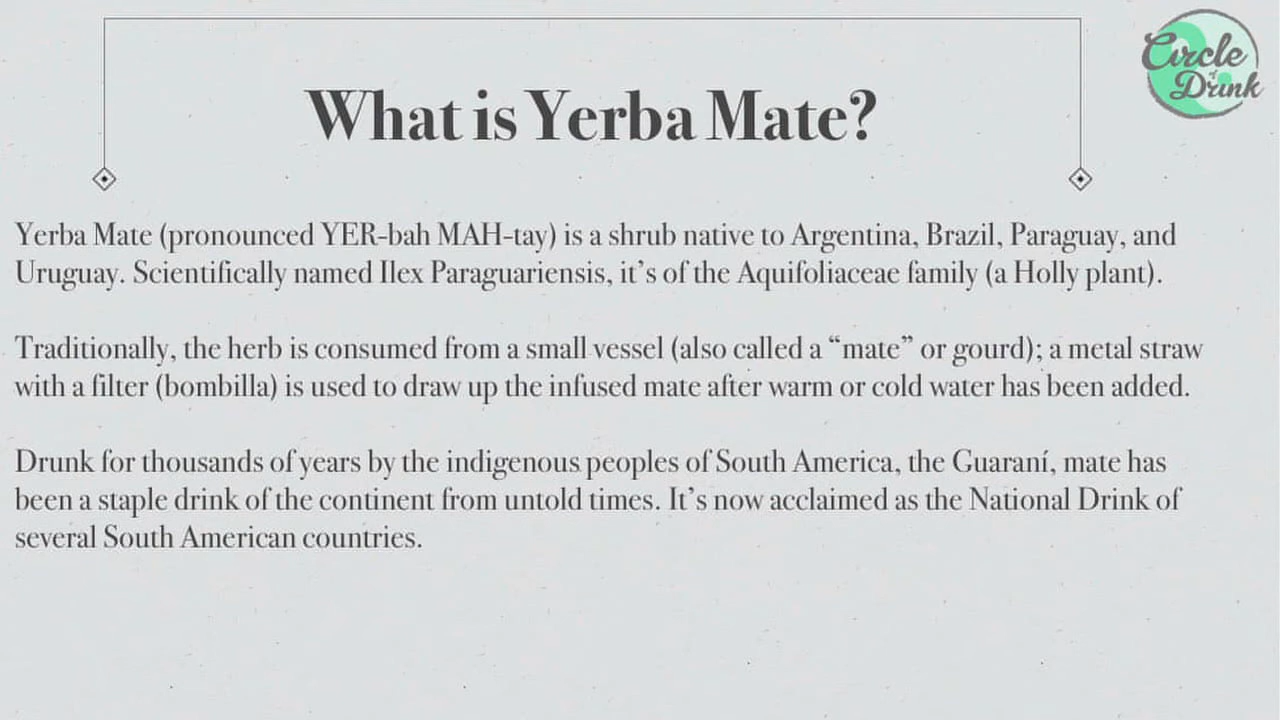 Circle
of
Drink
What is Yerba Mate?
Yerba Mate (pronounced YER-bah MAH-tay) is a shrub native to Argentina, Brazil, Paraguay, and
Uruguay. Scientifically named Ilex Paraguariensis, it’s of the Aquifoliaceae family (a Holly plant).
Traditionally, the herb is consumed from a small vessel (also called a “mate” or gourd); a metal straw
with a filter (bombilla) is used to draw up the infused mate after warm or cold water has been added.
Drunk for thousands of years by the indigenous peoples of South America, the Guaraní, mate has
been a staple drink of the continent from untold times. It’s now acclaimed as the National Drink of
several South American countries.